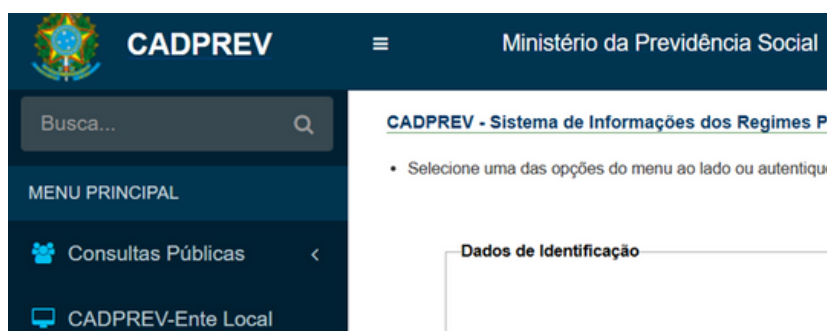 CADPREV
Ministério da Previdência Social
Busca...
CADPREV - Sistema de Informações dos Regimes P
Selecione uma das opções do menu ao lado ou autentique
MENU PRINCIPAL
Consultas Públicas
Dados de Identificação
CADPREV-Ente Local